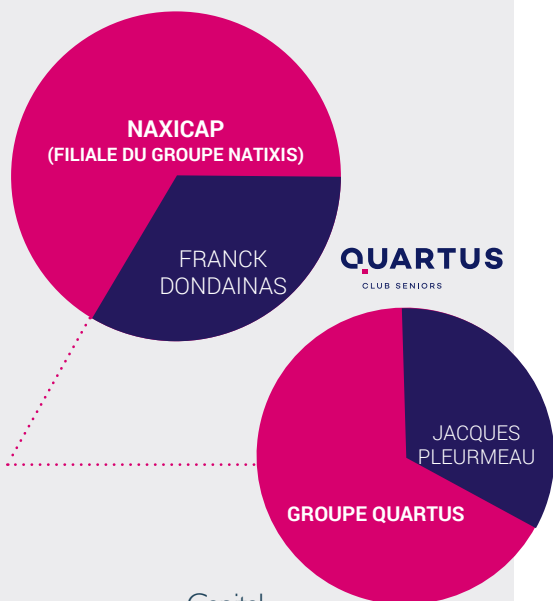 NAXICAP
(FILIALE DU GROUPE NATIXIS)
FRANCK
DONDAINAS
QUARTUS
CLUB SENIORS
JACQUES
PLEURMEAU
GROUPE QUARTUS